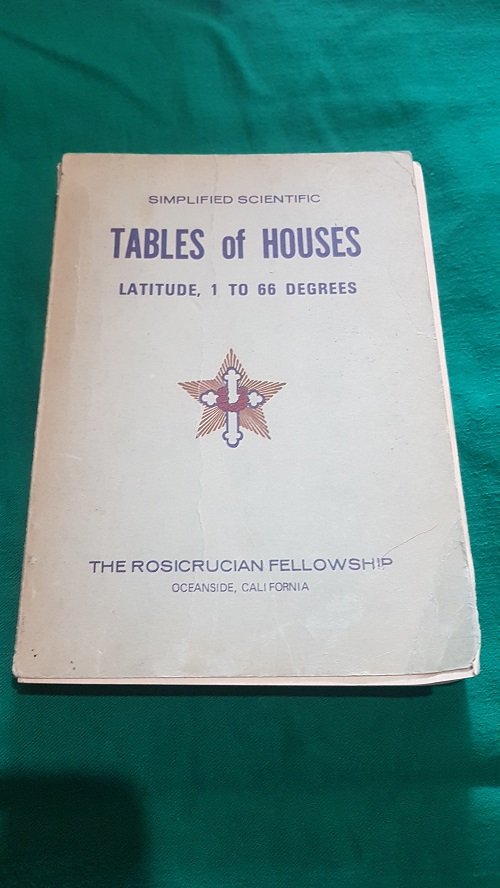 SIMPLIFIED SCIENTIFIC
TABLES of HOUSES
LATITUDE, 1 TO 66 DEGREES
THE ROSICRUCIAN FELLOWSHIP
OCEANSIDE, CALIFORNIA